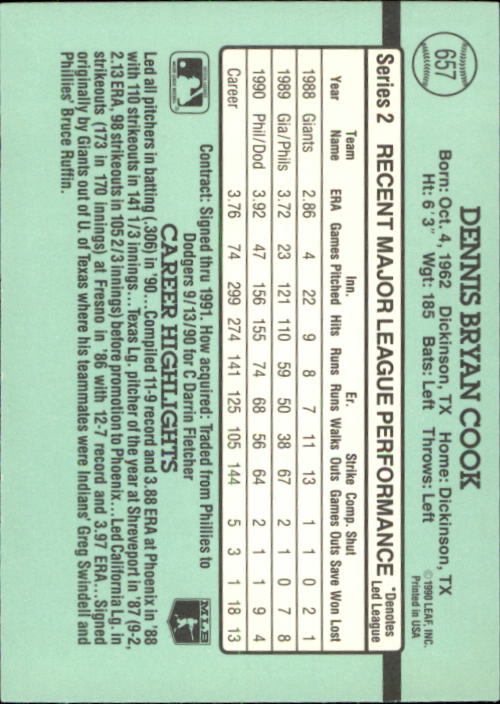 657
DENNIS BRYAN COOK
Born: Oct. 4, 1962 Dickinson, TX Home: Dickinson, TX
Ht: 6' 3" Wgt: 185 Bats: Left Throws: Left
©1990 LEAF, INC.
Printed in USA
Series 2 RECENT MAJOR LEAGUE PERFORMANCE *Denotes Led League
Team Inn. Er. Strike Comp. Shut
Year Name ERA Games Pitched Hits Runs Runs Walks Outs Games Outs Save Won Lost
1988 Giants 2.86 4 22 9 8 7 11 13 1 1 0 2 1
1989 Gia/Phils 3.72 23 121 110 59 50 38 67 2 1 0 7 8
1990 Phil/Dod 3.92 47 156 155 74 68 56 64 2 1 1 9 4
Career 3.76 74 299 274 141 125 105 144 5 3 1 18 13
Contract: Signed thru 1991. How acquired: Traded from Phillies to
Dodgers 9/13/90 for C Darrin Fletcher
CAREER HIGHLIGHTS
MLB
Led all pitchers in batting (.306) in '90...Compiled 11-9 record and 3.88 ERA at Phoenix in '88
with 110 strikeouts in 141 1/3 innings...Texas Lg. pitcher of the year at Shreveport in '87 (9-2,
2.13 ERA, 98 strikeouts in 105 2/3 innings) before promotion to Phoenix...Led California Lg. in
strikeouts (173 in 170 innings) at Fresno in '86 with 12-7 record and 3.97 ERA...Signed
originally by Giants out of U. of Texas where his teammates were Indians' Greg Swindell and
Phillies' Bruce Ruffin.